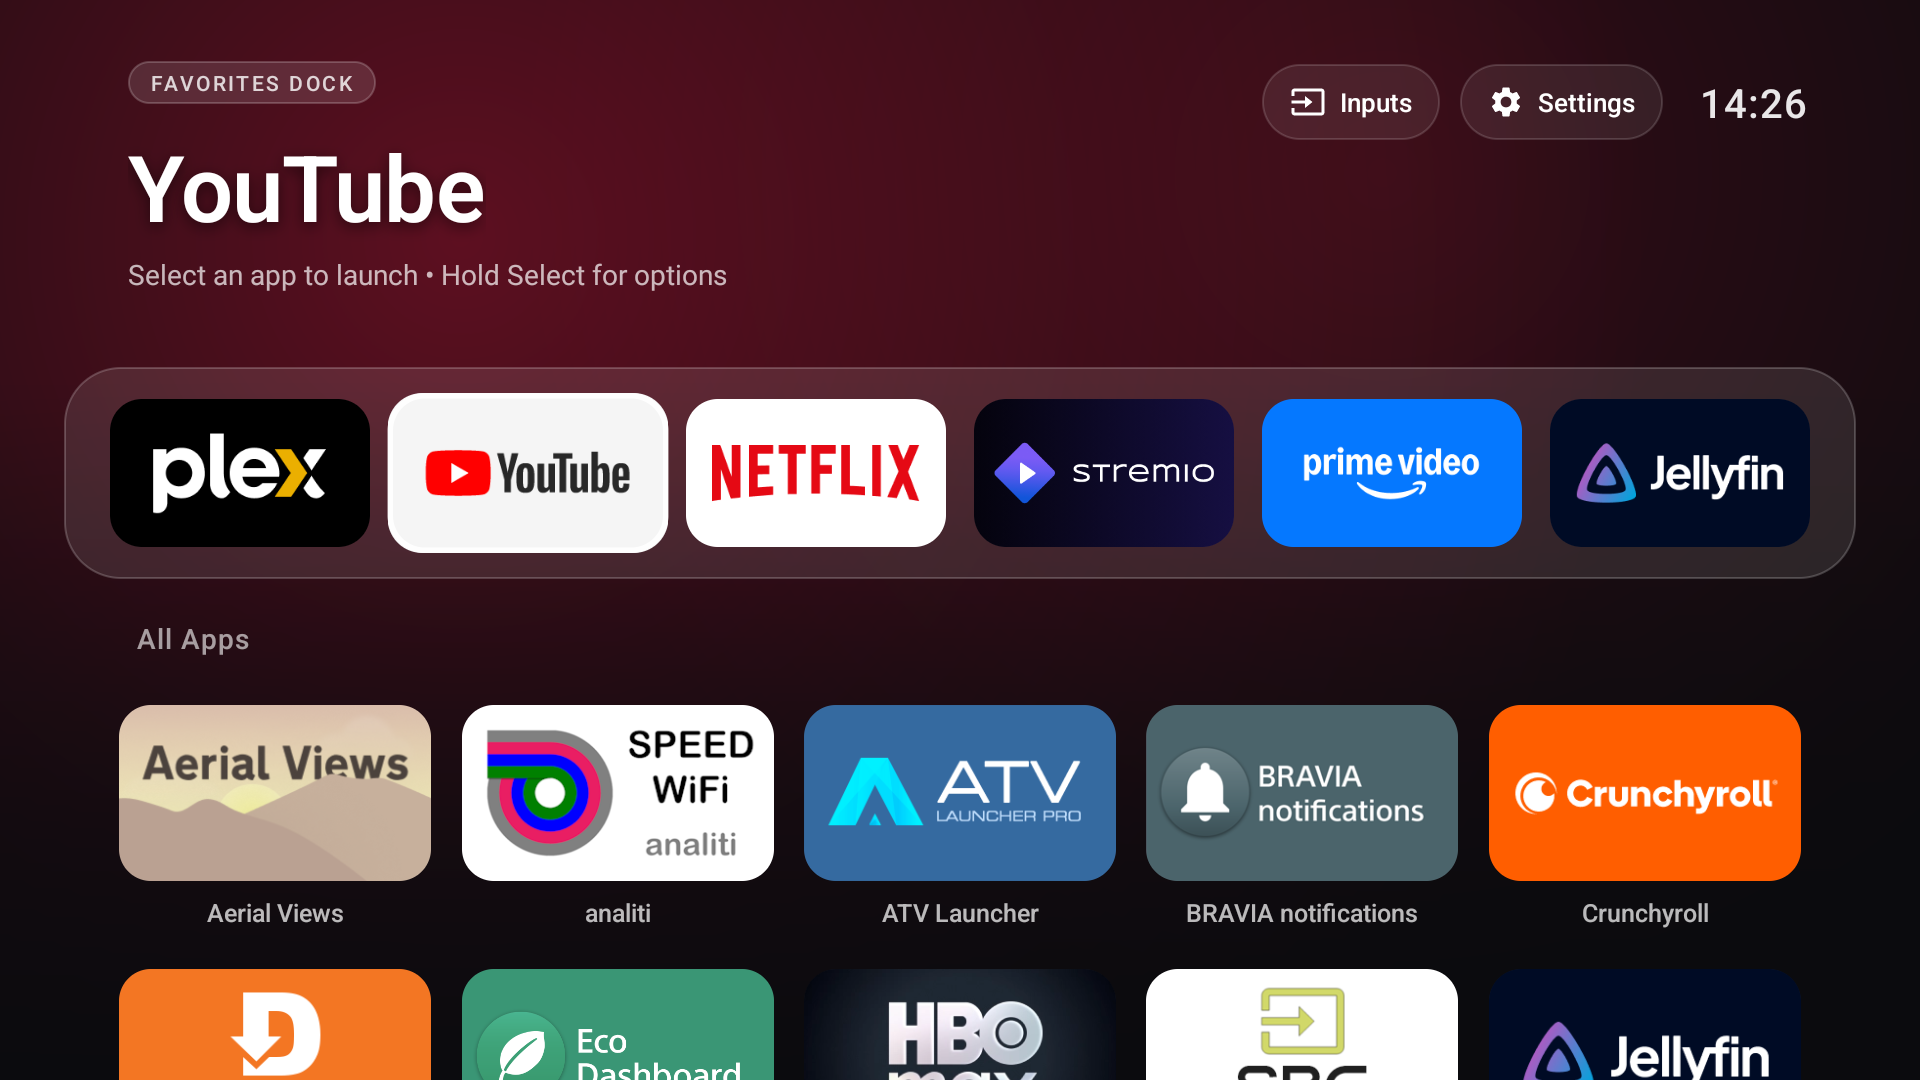 FAVORITES DOCK
Inputs
Settings
14:26
YouTube
Select an app to launch • Hold Select for options
plex
YouTube
NETFLIX
stremio
prime video
Jellyfin
All Apps
Aerial Views
SPEED
WiFi
analiti
ATV
LAUNCHER PRO
BRAVIA
notifications
Crunchyroll
Aerial Views
analiti
ATV Launcher
BRAVIA notifications
Crunchyroll
Eco
Dashboard
HBO
max
Jellyfin